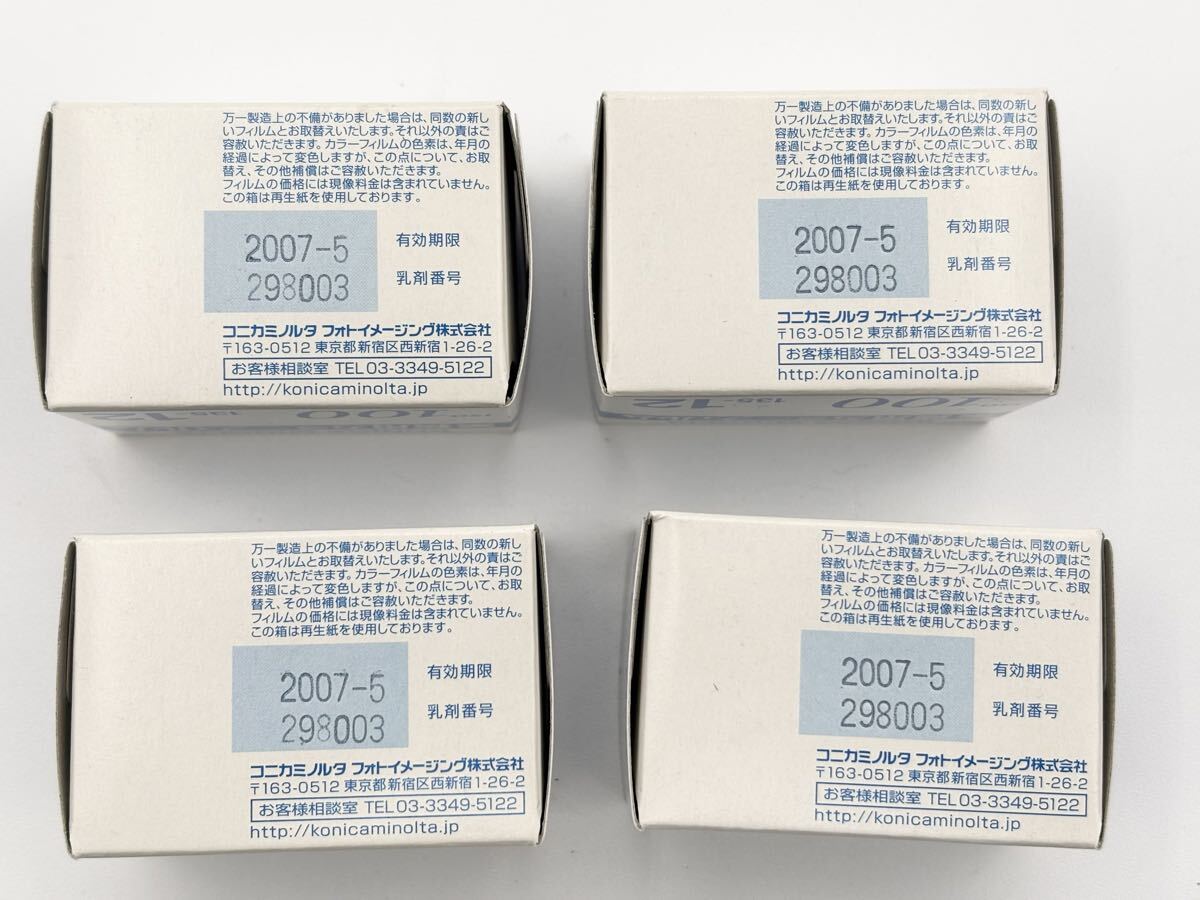 万一製造上の不備がありました場合は、同数の新し
いフィルムとお取替えいたします。それ以外の責はご
容赦いただきます。カラーフィルムの色素は、年月の
経過によって変色しますが、この点について、お取
替え、その他補償はご容赦いただきます。
フィルムの価格には現像料金は含まれていません。
この箱は再生紙を使用しております。
2007-5 有効期限
298003 乳剤番号
コニカミノルタ フォトイメージング株式会社
〒163-0512 東京都新宿区西新宿1-26-2
お客様相談室 TEL 03-3349-5122
http://konicaminolta.jp
100 135-12
万一製造上の不備がありました場合は、同数の新し
いフィルムとお取替えいたします。それ以外の責はご
容赦いただきます。カラーフィルムの色素は、年月の
経過によって変色しますが、この点について、お取
替え、その他補償はご容赦いただきます。
フィルムの価格には現像料金は含まれていません。
この箱は再生紙を使用しております。
2007-5 有効期限
298003 乳剤番号
コニカミノルタ フォトイメージング株式会社
〒163-0512 東京都新宿区西新宿1-26-2
お客様相談室 TEL 03-3349-5122
http://konicaminolta.jp
100 135-12
万一製造上の不備がありました場合は、同数の新し
いフィルムとお取替えいたします。それ以外の責はご
容赦いただきます。カラーフィルムの色素は、年月の
経過によって変色しますが、この点について、お取
替え、その他補償はご容赦いただきます。
フィルムの価格には現像料金は含まれていません。
この箱は再生紙を使用しております。
2007-5 有効期限
298003 乳剤番号
コニカミノルタ フォトイメージング株式会社
〒163-0512 東京都新宿区西新宿1-26-2
お客様相談室 TEL 03-3349-5122
http://konicaminolta.jp
万一製造上の不備がありました場合は、同数の新し
いフィルムとお取替えいたします。それ以外の責はご
容赦いただきます。カラーフィルムの色素は、年月の
経過によって変色しますが、この点について、お取
替え、その他補償はご容赦いただきます。
フィルムの価格には現像料金は含まれていません。
この箱は再生紙を使用しております。
2007-5 有効期限
298003 乳剤番号
コニカミノルタ フォトイメージング株式会社
〒163-0512 東京都新宿区西新宿1-26-2
お客様相談室 TEL 03-3349-5122
http://konicaminolta.jp